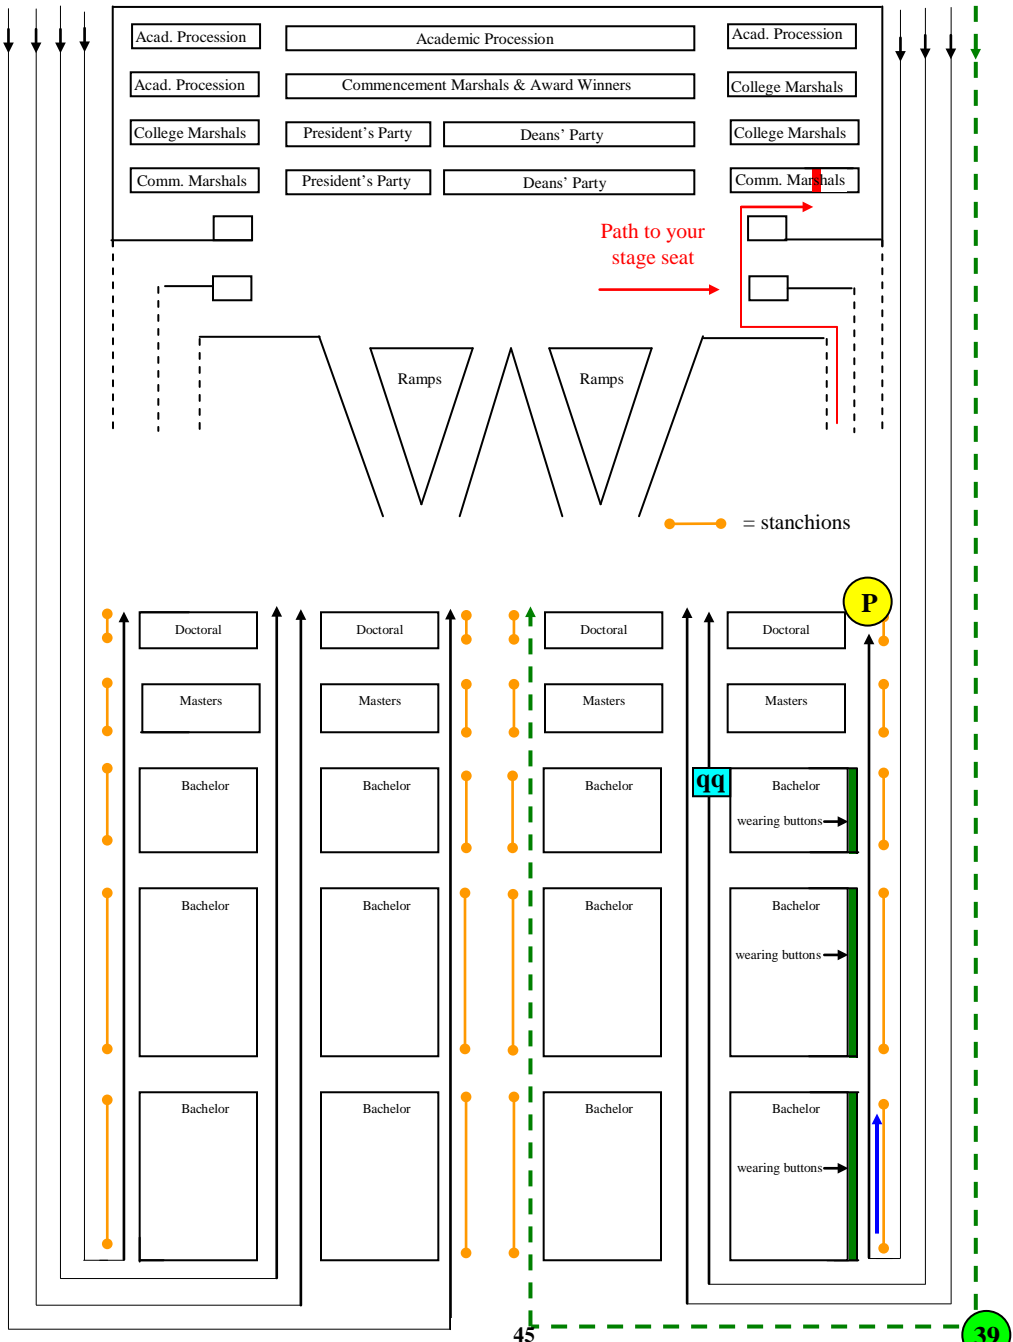 Acad. Procession
Academic Procession
Acad. Procession
Acad. Procession
Commencement Marshals & Award Winners
College Marshals
College Marshals
President's Party
Deans' Party
College Marshals
Comm. Marshals
President's Party
Deans' Party
Comm. Marshals
Path to your
stage seat
Ramps
Ramps
= stanchions
P
Doctoral
Doctoral
Doctoral
Doctoral
Masters
Masters
Masters
Masters
qq
Bachelor
Bachelor
Bachelor
Bachelor
wearing buttons
Bachelor
Bachelor
Bachelor
Bachelor
wearing buttons
Bachelor
Bachelor
Bachelor
Bachelor
wearing buttons
45
39